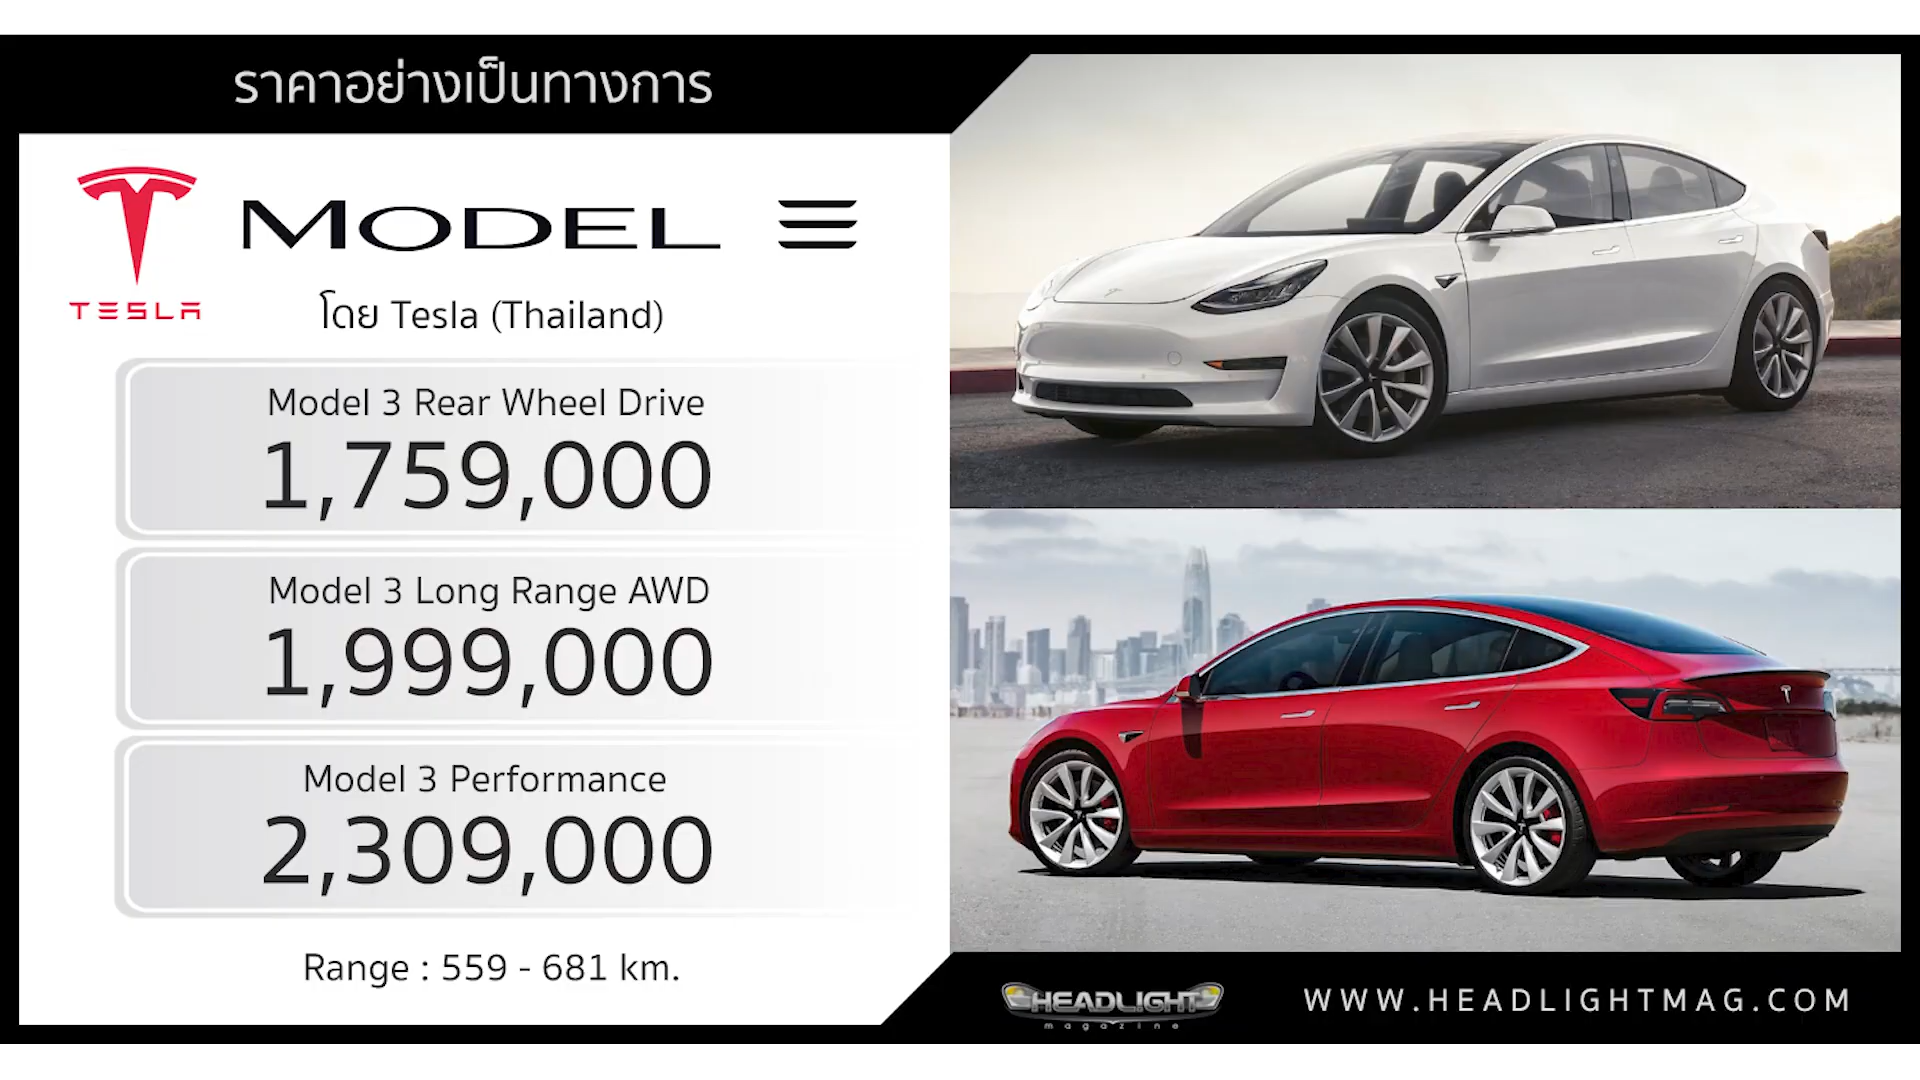 ราคาอย่างเป็นทางการ
TESLA
MODEL 3
โดย Tesla (Thailand)
Model 3 Rear Wheel Drive
1,759,000
Model 3 Long Range AWD
1,999,000
Model 3 Performance
2,309,000
Range : 559 - 681 km.
HEADLIGHT
magazine
WWW.HEADLIGHTMAG.COM